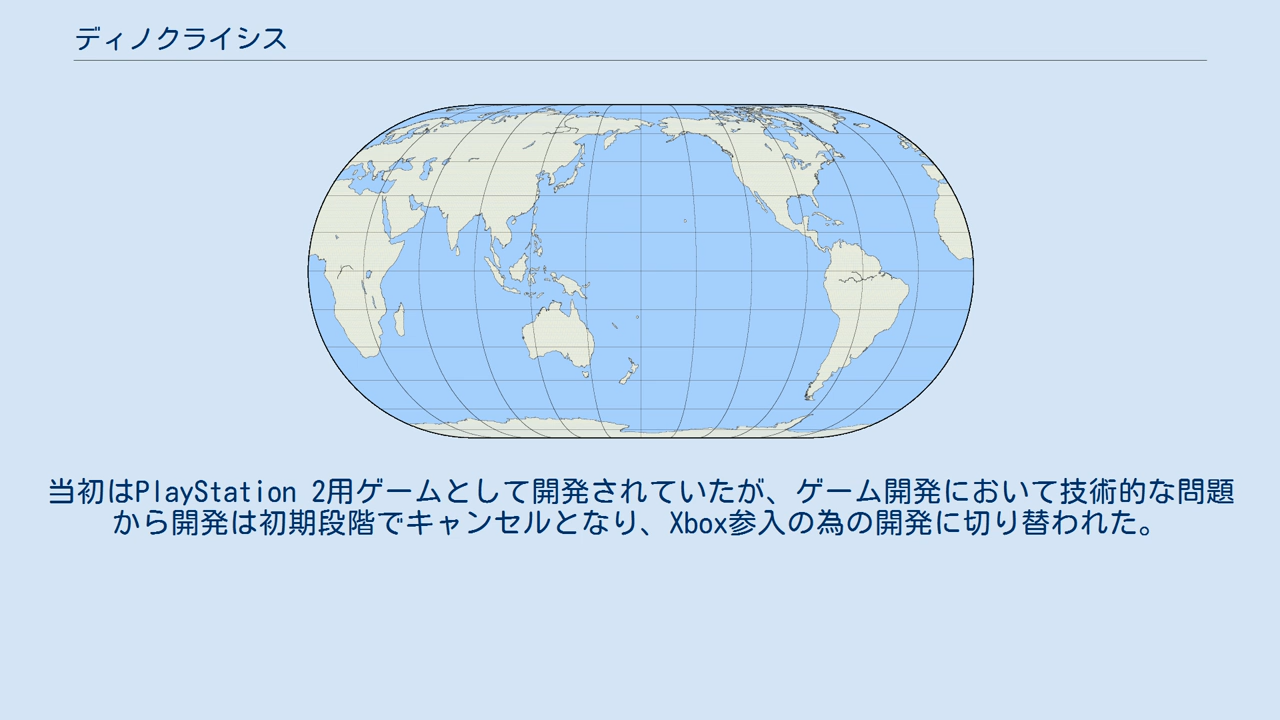 ディノクライシス
当初はPlayStation 2用ゲームとして開発されていたが、ゲーム開発において技術的な問題
から開発は初期段階でキャンセルとなり、Xbox参入の為の開発に切り替われた。